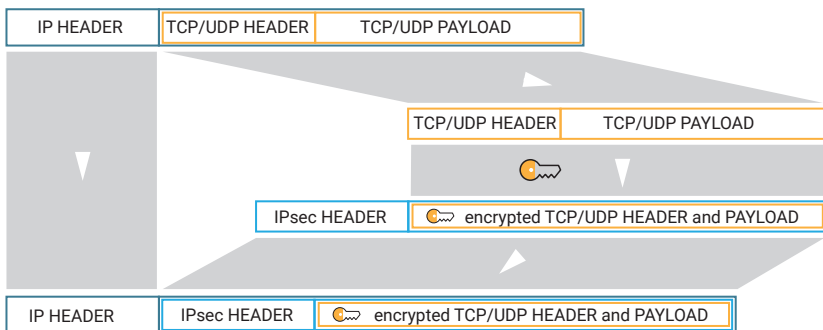 IP HEADER TCP/UDP HEADER TCP/UDP PAYLOAD
TCP/UDP HEADER TCP/UDP PAYLOAD
IPsec HEADER encrypted TCP/UDP HEADER and PAYLOAD
IP HEADER IPsec HEADER encrypted TCP/UDP HEADER and PAYLOAD